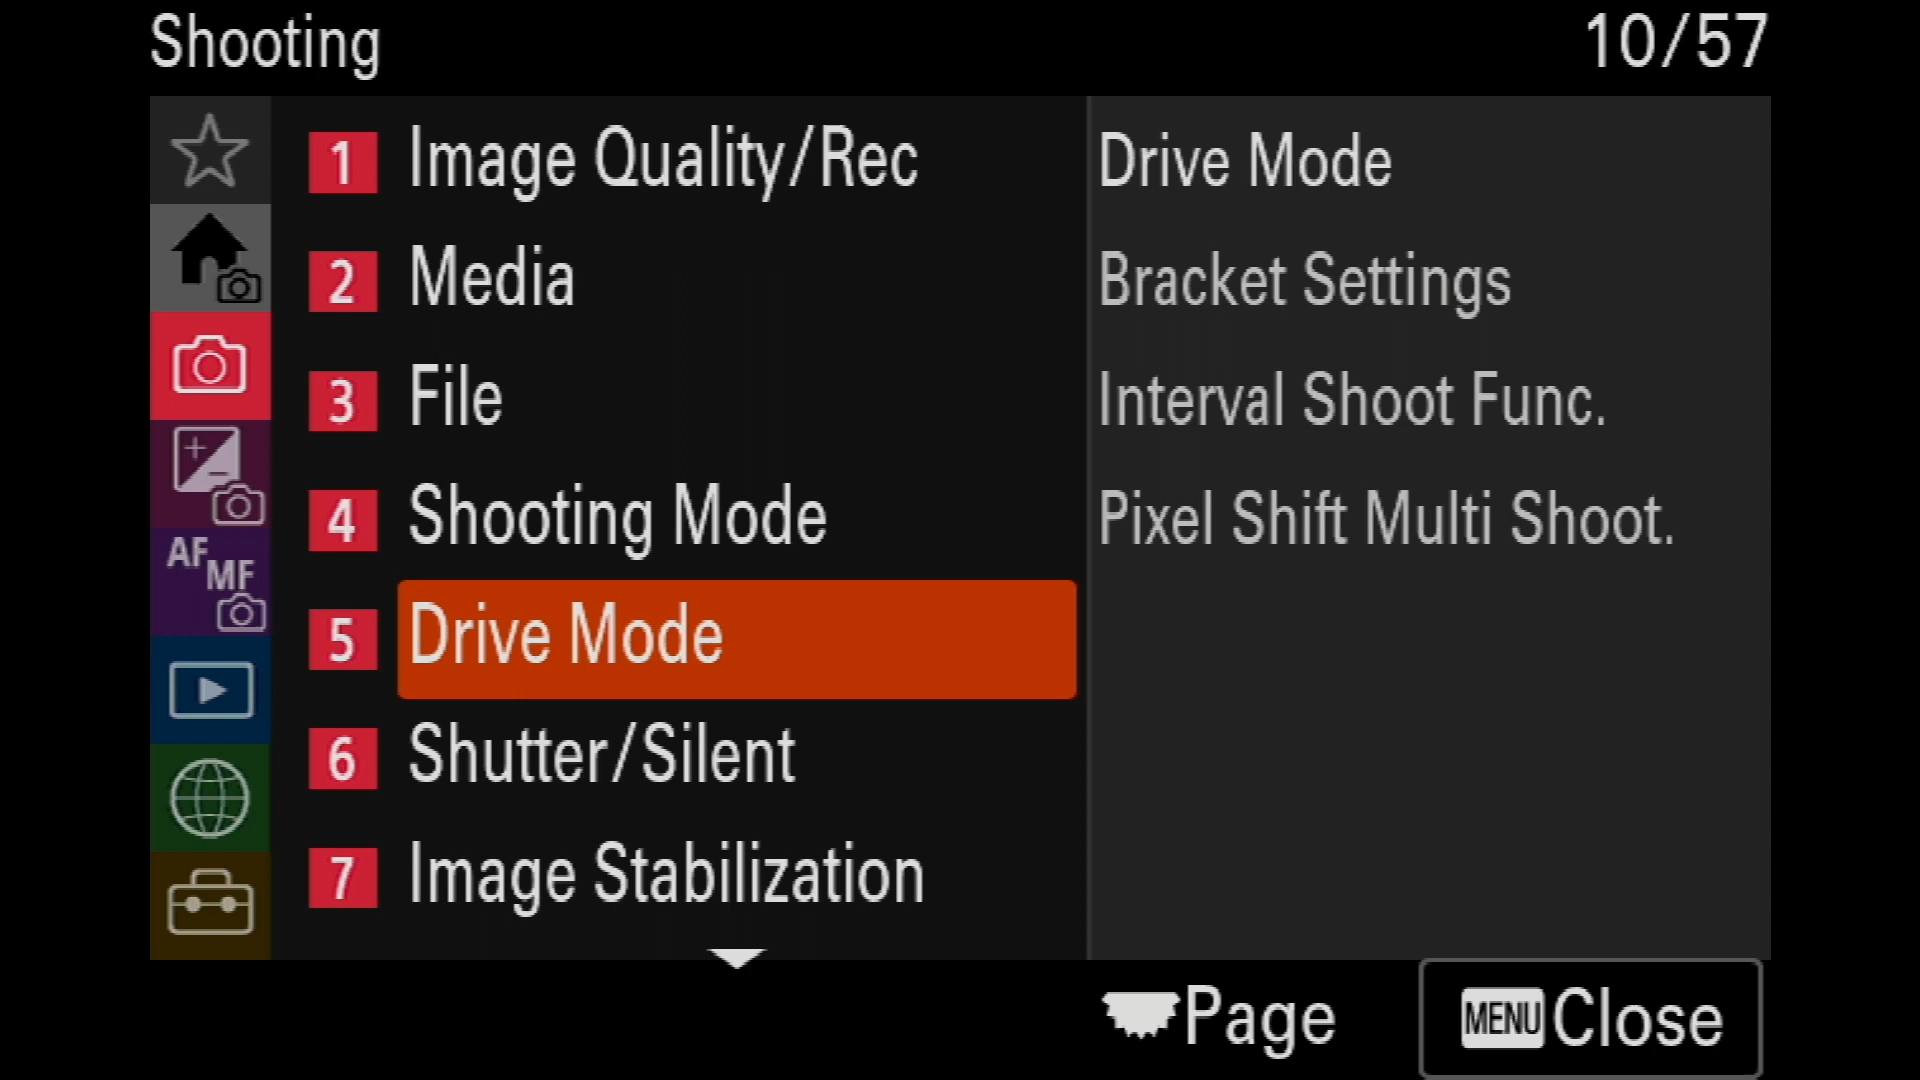 Shooting
10/57
1 Image Quality/Rec
2 Media
3 File
4 Shooting Mode
5 Drive Mode
6 Shutter/Silent
7 Image Stabilization
AF
MF
Drive Mode
Bracket Settings
Interval Shoot Func.
Pixel Shift Multi Shoot.
Page
MENU Close